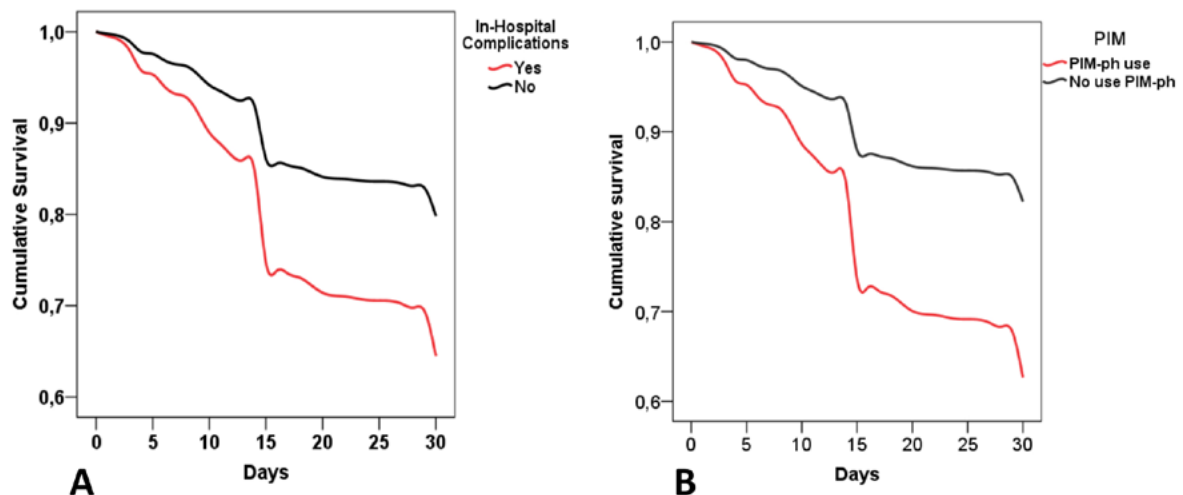 In-Hospital
Complications
Yes
No
1,0
0,9
0,8
0,7
0,6
Cumulative Survival
0 5 10 15 20 25 30
Days
A
PIM
PIM-ph use
No use PIM-ph
1,0
0,9
0,8
0,7
0,6
Cumulative survival
0 5 10 15 20 25 30
Days
B